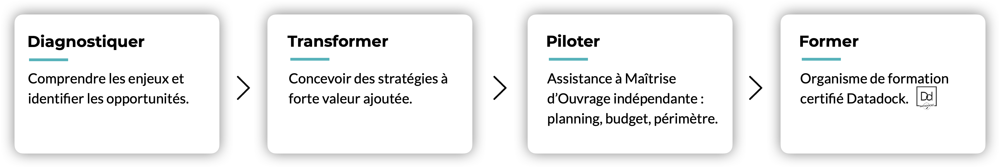 Diagnostiquer
Comprendre les enjeux et
identifier les opportunités.
Transformer
Concevoir des stratégies à
forte valeur ajoutée.
Piloter
Assistance à Maîtrise
d’Ouvrage indépendante :
planning, budget, périmètre.
Former
Organisme de formation
certifié Datadock.
Dd
DATADOCKÉ